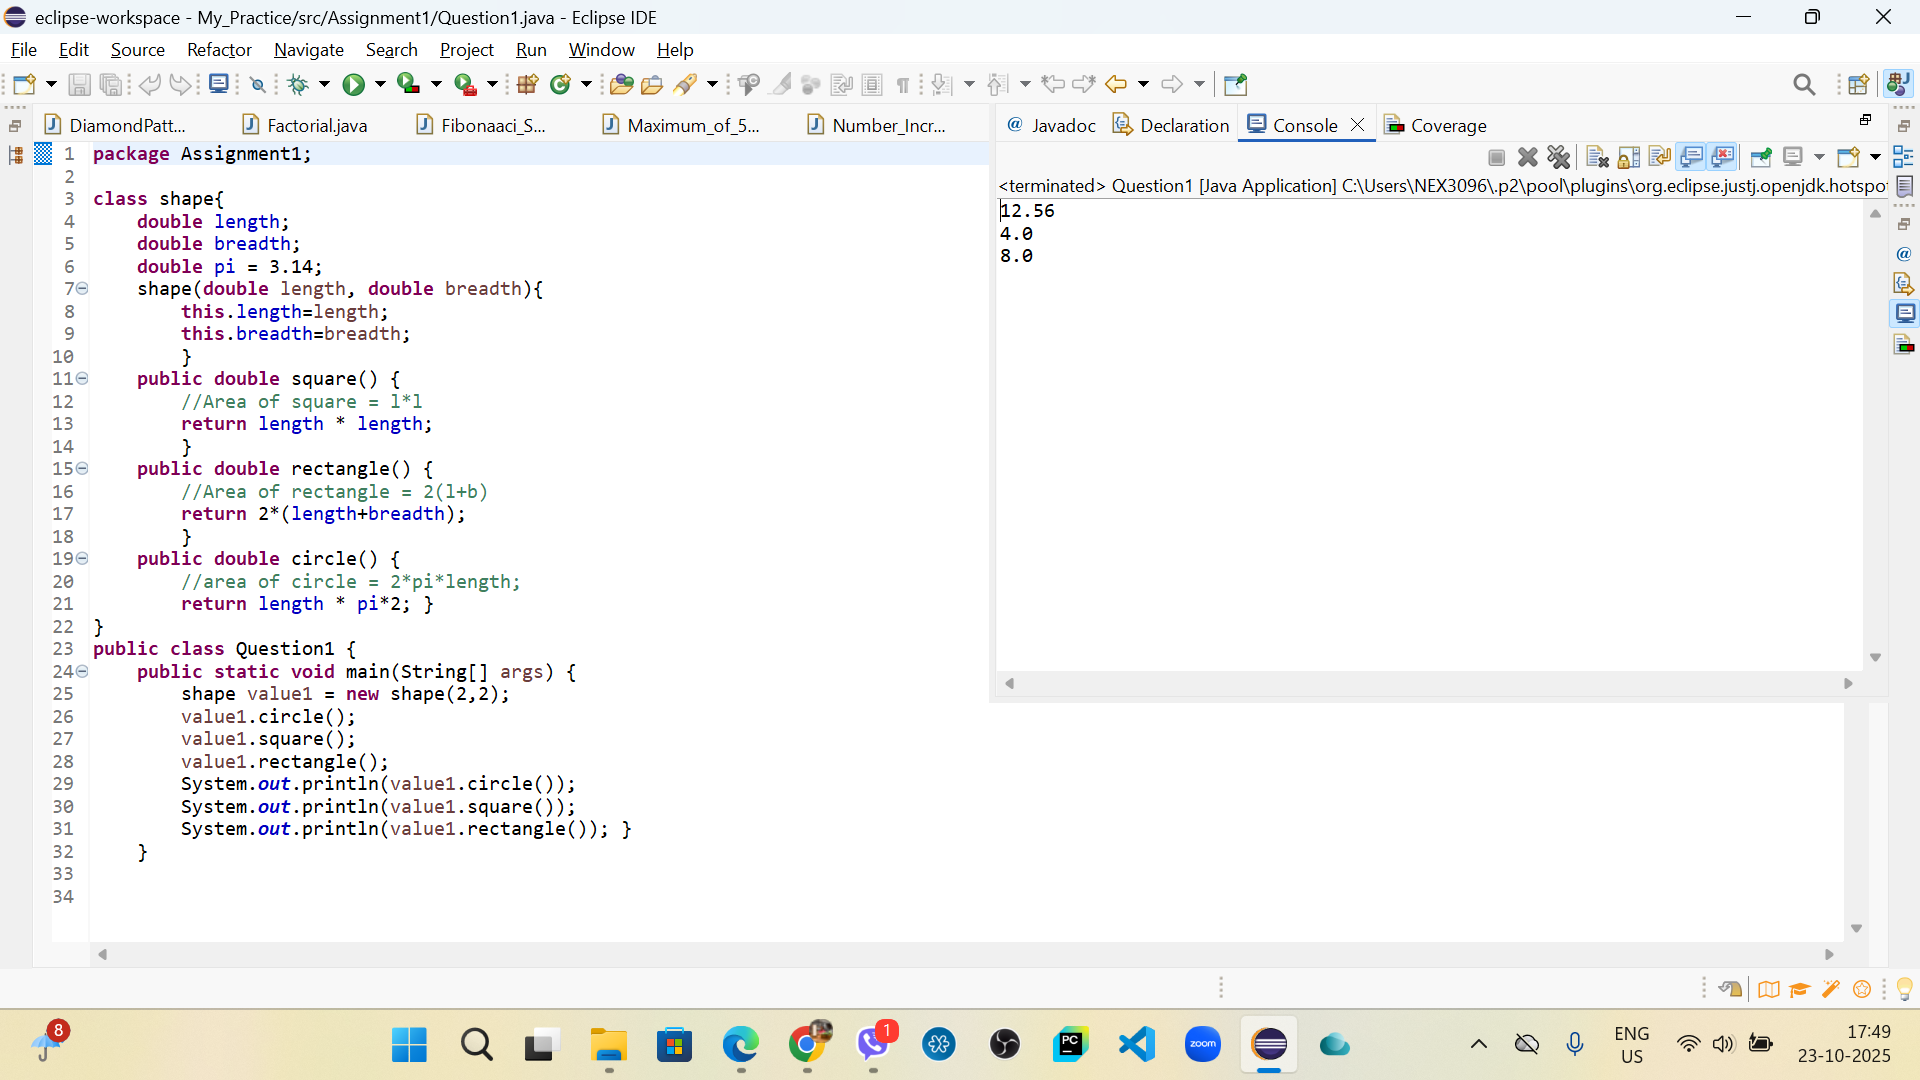 eclipse-workspace - My_Practice/src/Assignment1/Question1.java - Eclipse IDE
File Edit Source Refactor Navigate Search Project Run Window Help
DiamondPatt... Factorial.java Fibonaaci_S... Maximum_of_5... Number_Incr...
@ Javadoc Declaration Console Coverage
<terminated> Question1 [Java Application] C:\Users\NEX3096\.p2\pool\plugins\org.eclipse.justj.openjdk.hotspot
12.56
4.0
8.0
1 package Assignment1;
2
3 class shape{
4     double length;
5     double breadth;
6     double pi = 3.14;
7     shape(double length, double breadth){
8         this.length=length;
9         this.breadth=breadth;
10         }
11     public double square() {
12         //Area of square = l*l
13         return length * length;
14         }
15     public double rectangle() {
16         //Area of rectangle = 2(l+b)
17         return 2*(length+breadth);
18         }
19     public double circle() {
20         //area of circle = 2*pi*length;
21         return length * pi*2; }
22 }
23 public class Question1 {
24     public static void main(String[] args) {
25         shape value1 = new shape(2,2);
26         value1.circle();
27         value1.square();
28         value1.rectangle();
29         System.out.println(value1.circle());
30         System.out.println(value1.square());
31         System.out.println(value1.rectangle()); }
32     }
33
34
8
PC
zoom
1
ENG
US
17:49
23-10-2025